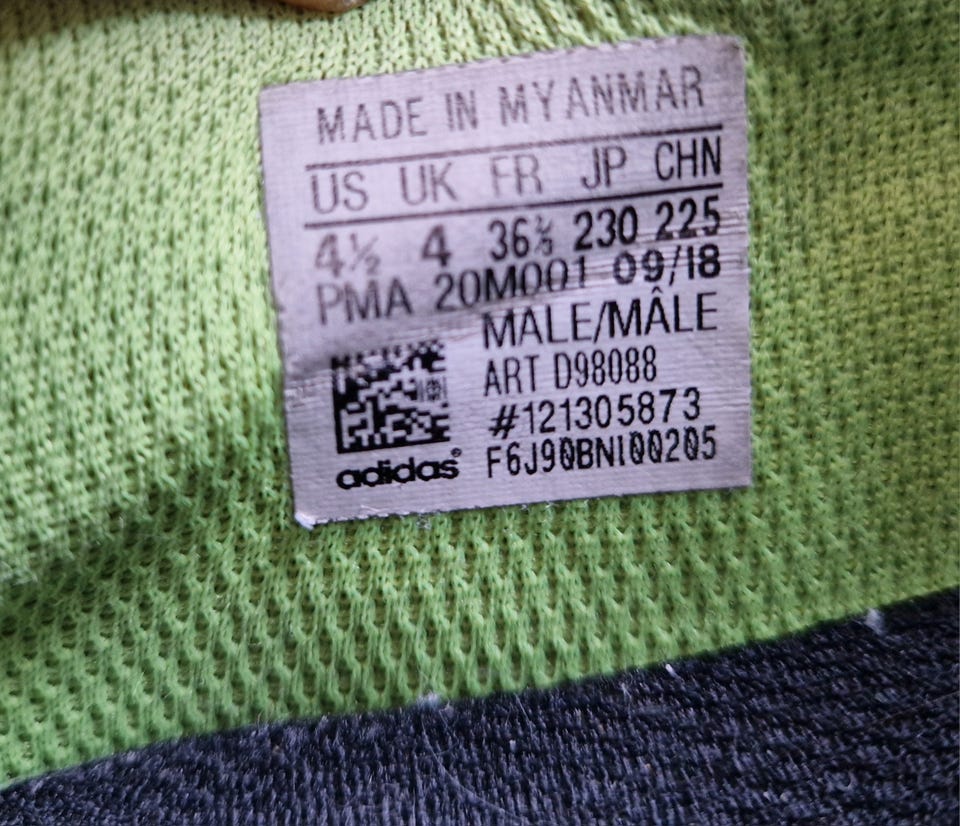 MADE IN MYANMAR
US UK FR JP CHN
4½ 4 36⅔ 230 225
PMA 20M001 09/18
MALE/MÂLE
ART D98088
#121305873
adidas® F6J90BNI00205